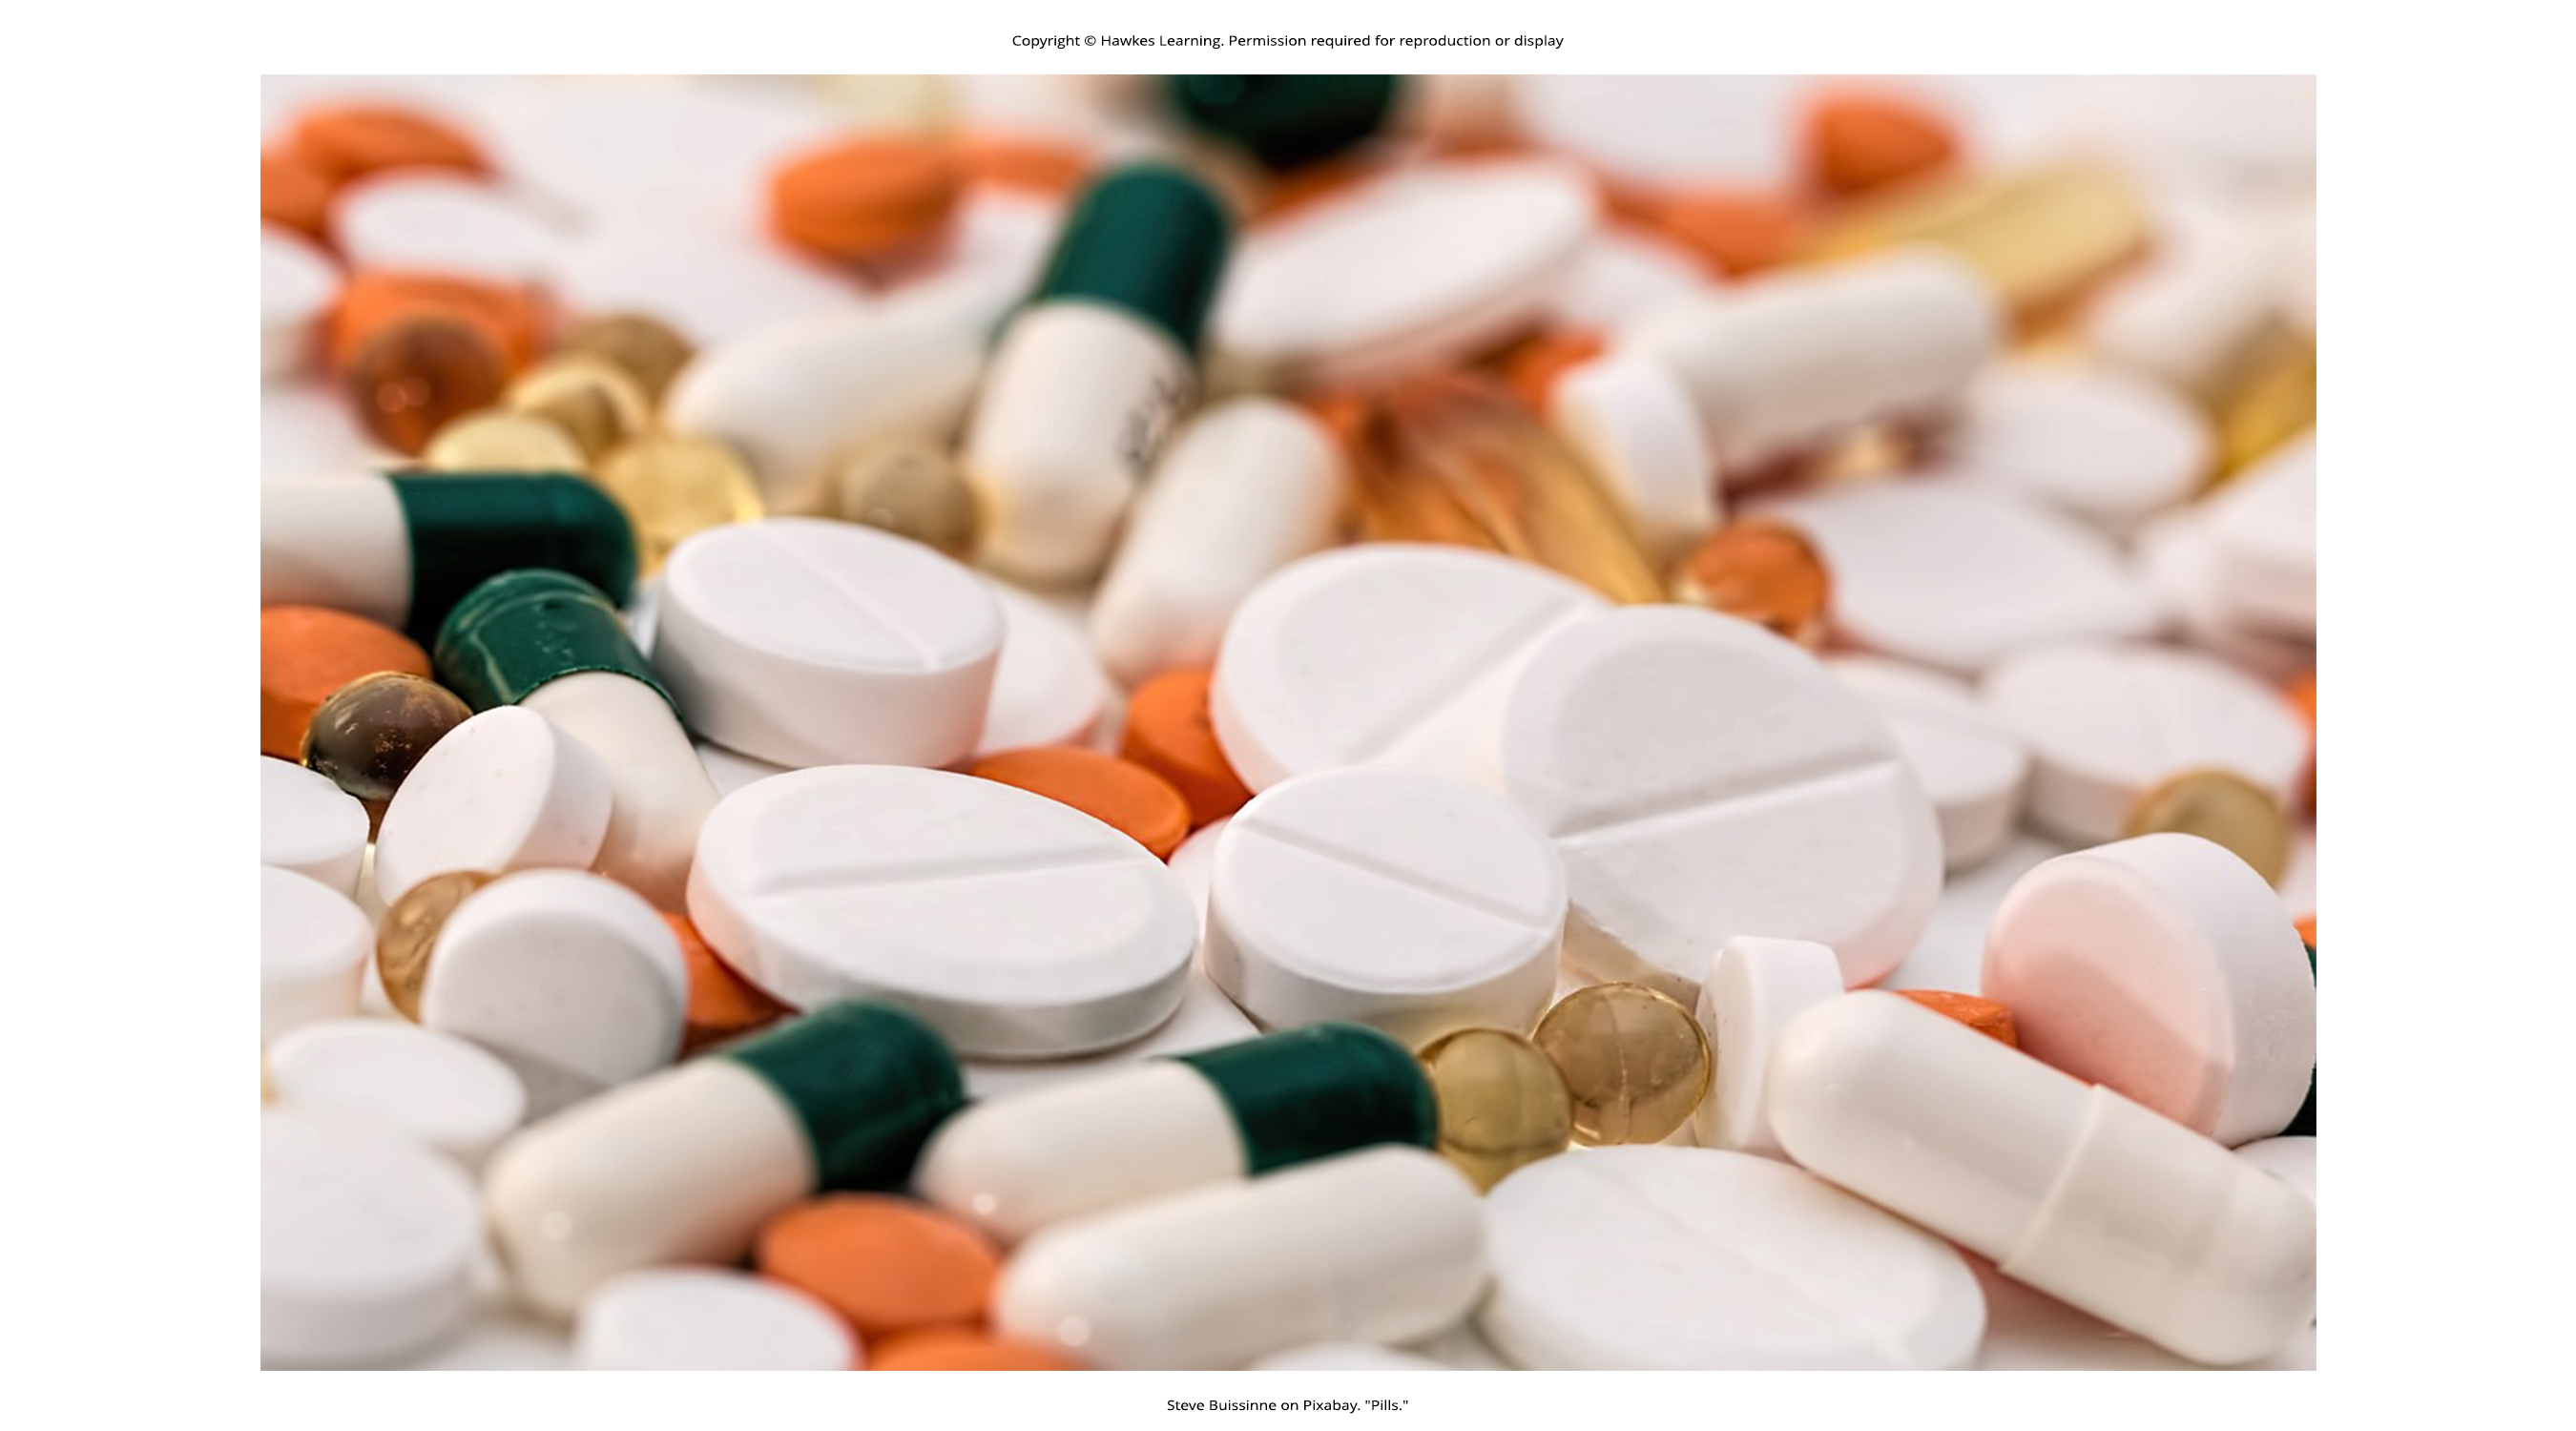 Copyright © Hawkes Learning. Permission required for reproduction or display
Steve Buissinne on Pixabay. "Pills."